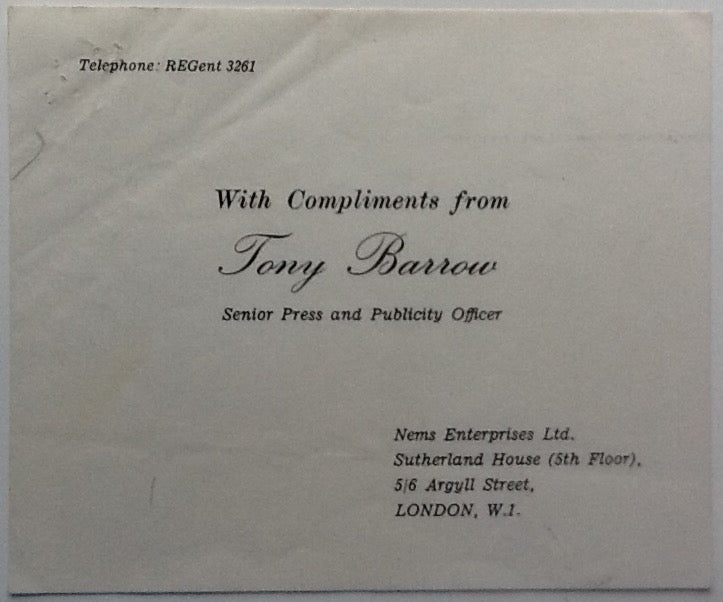 Telephone: REGent 3261
With Compliments from
Tony Barrow
Senior Press and Publicity Officer
Nems Enterprises Ltd.
Sutherland House (5th Floor),
5/6 Argyll Street,
LONDON, W.1.